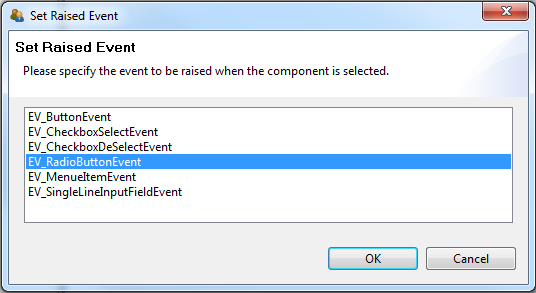 Set Raised Event
Set Raised Event
Please specify the event to be raised when the component is selected.
EV_ButtonEvent
EV_CheckboxSelectEvent
EV_CheckboxDeSelectEvent
EV_RadioButtonEvent
EV_MenueItemEvent
EV_SingleLineInputFieldEvent
OK Cancel